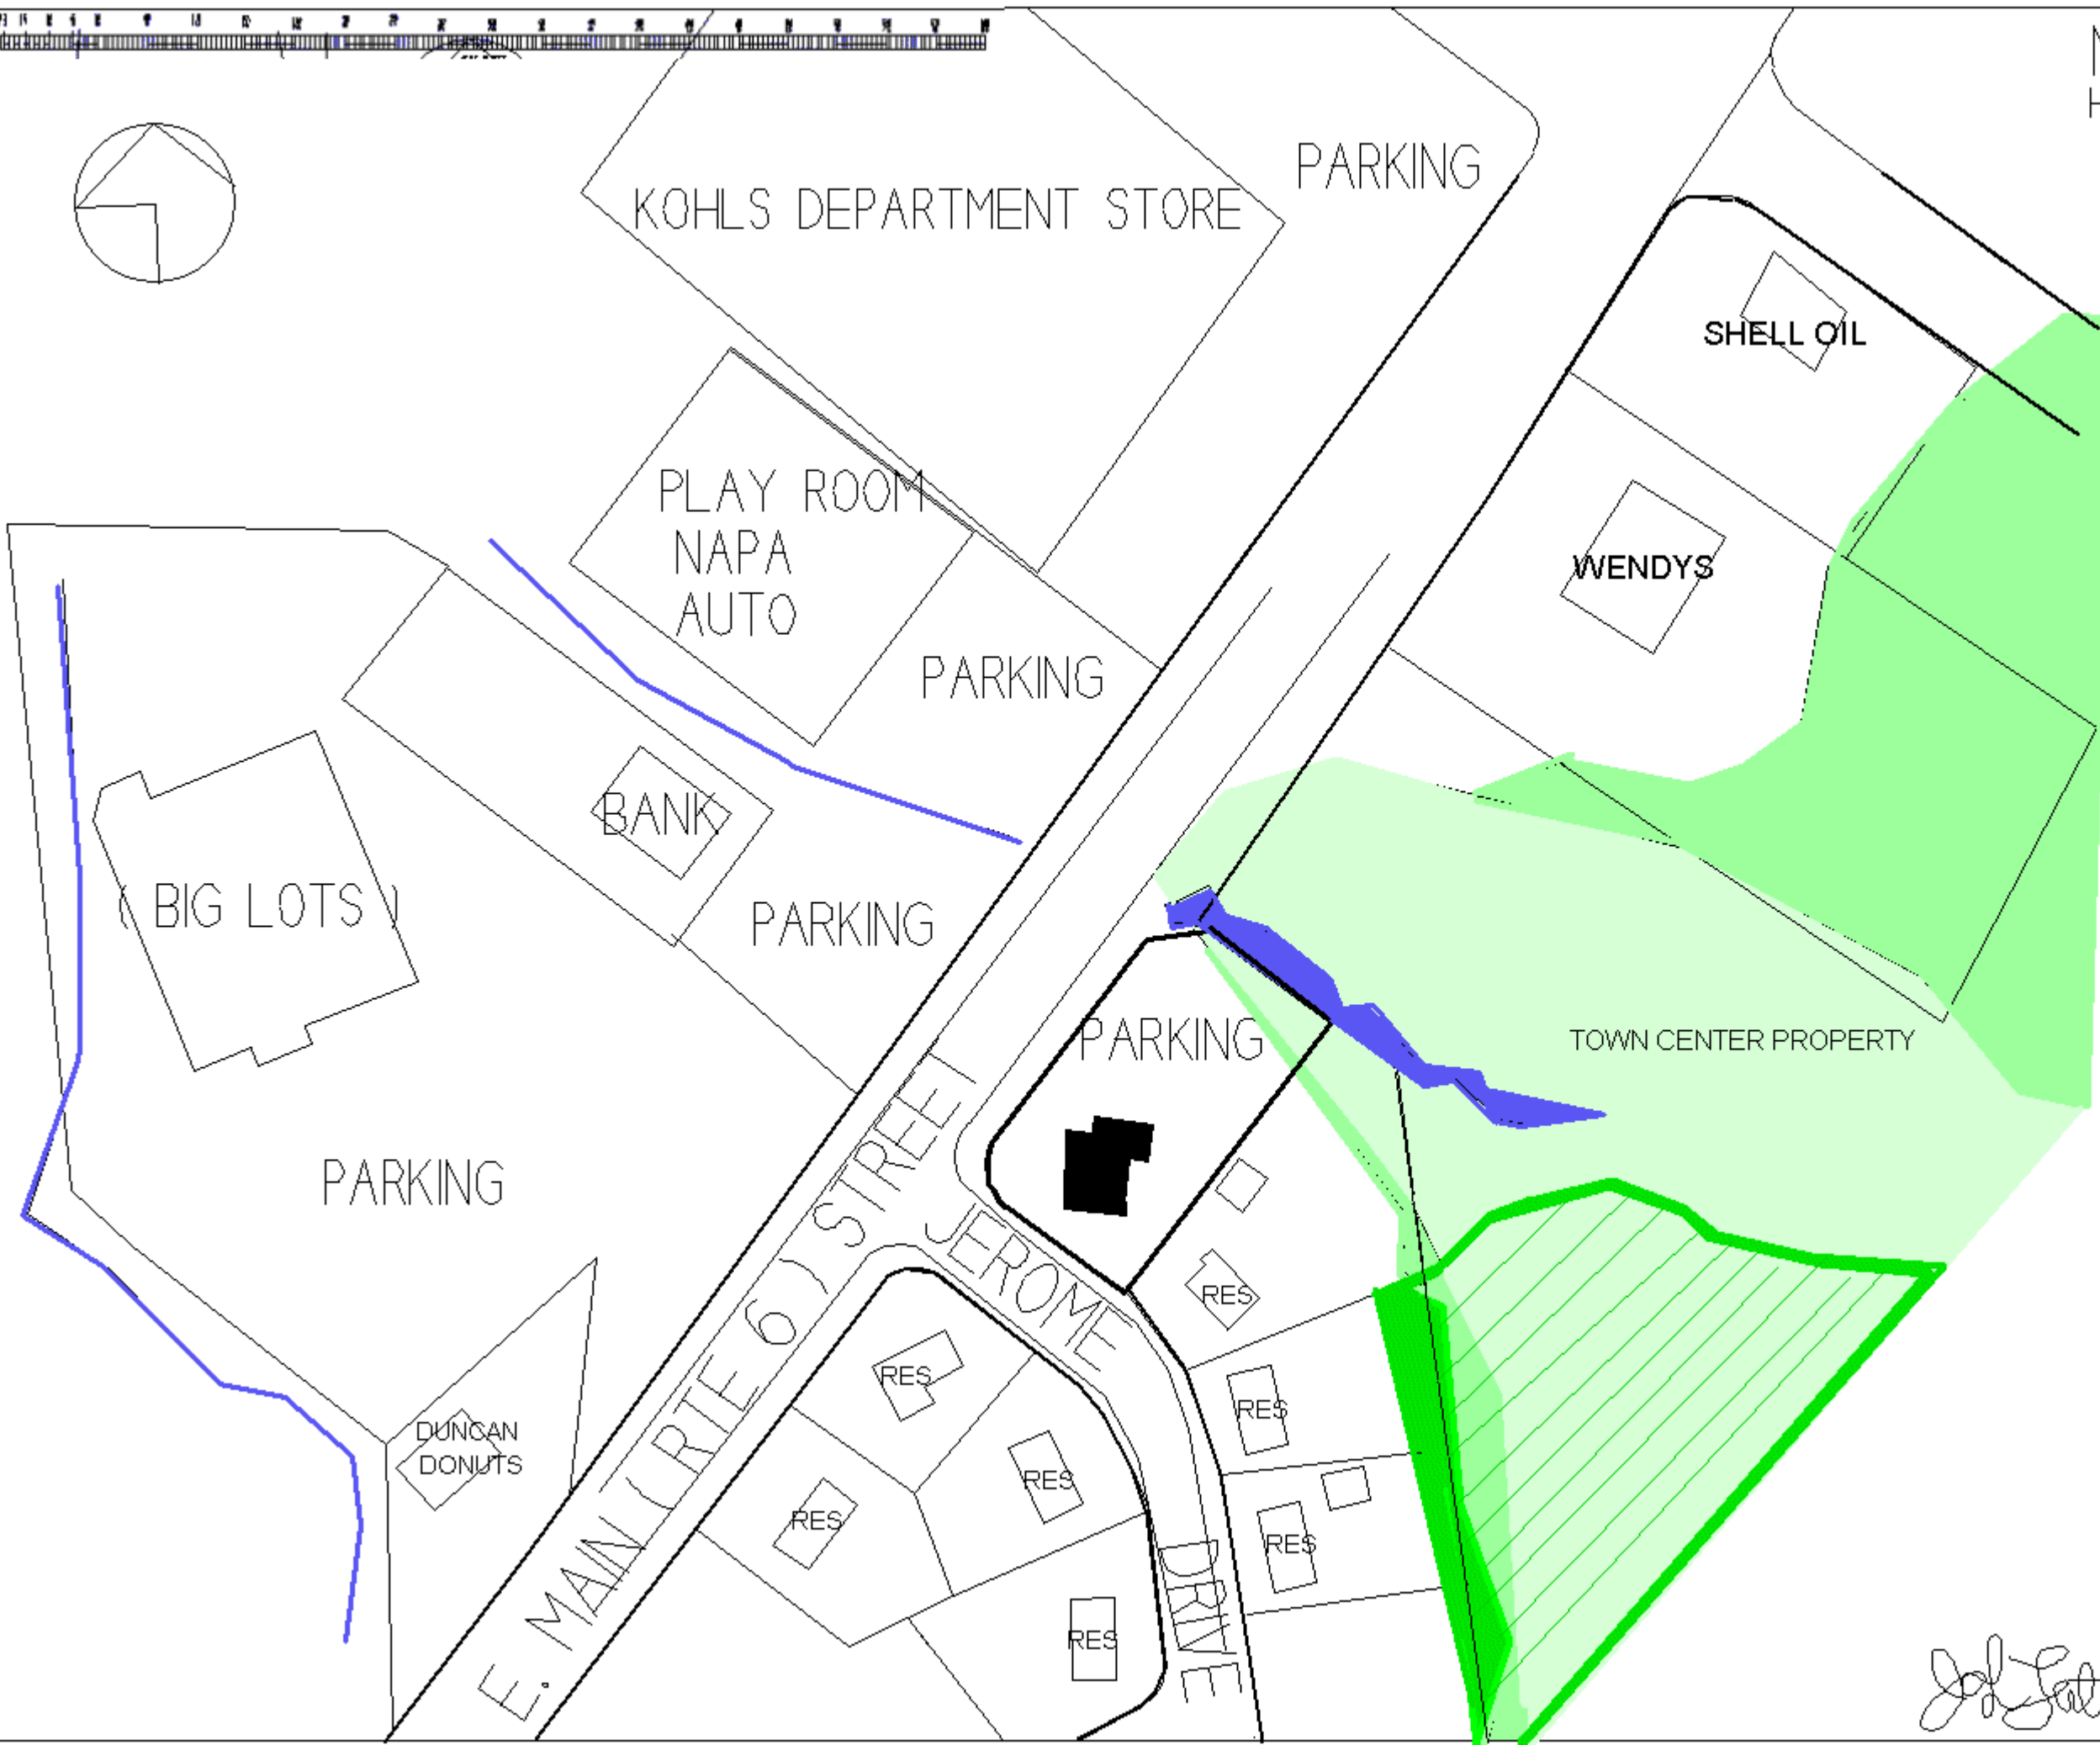 PARKING
KOHLS DEPARTMENT STORE
SHELL OIL
PLAY ROOM
NAPA
AUTO
WENDYS
PARKING
BANK
( BIG LOTS )
PARKING
PARKING
TOWN CENTER PROPERTY
PARKING
E. MAIN ( RTE 6 ) STREET
JEROME
DRIVE
RES
RES
RES
DUNCAN
DONUTS
RES
RES
RES
RES